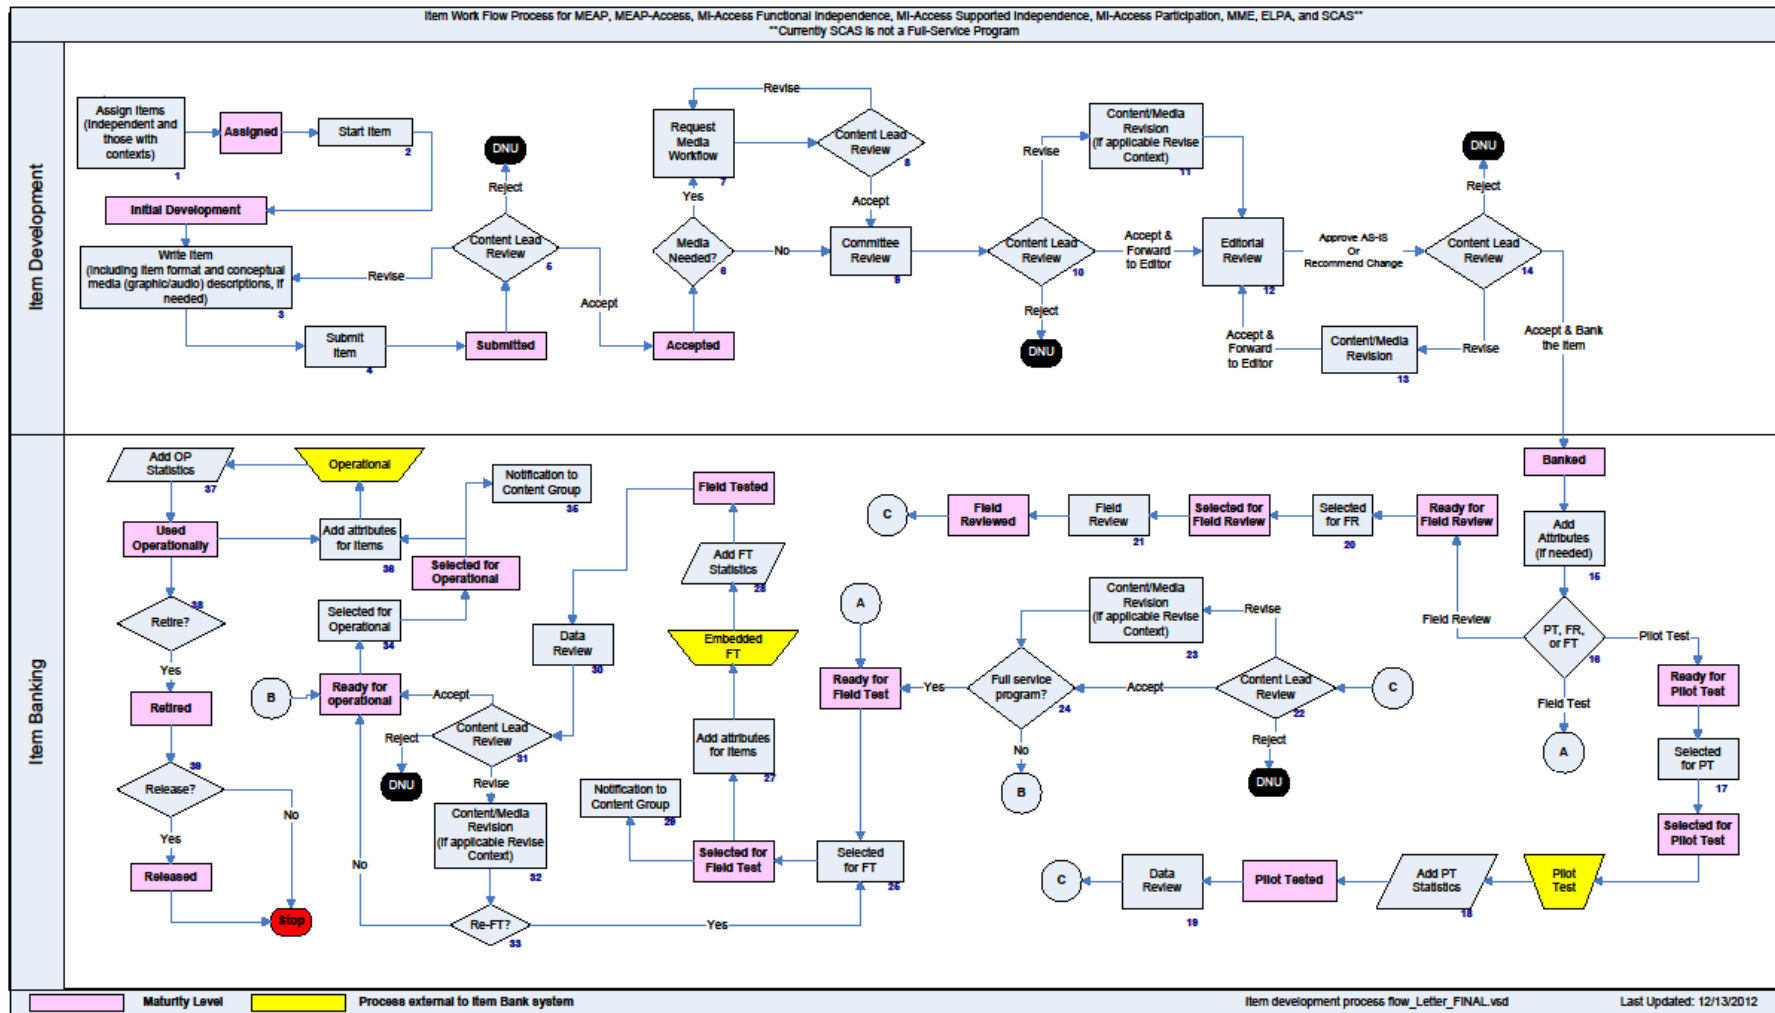 Item Work Flow Process for MEAP, MEAP-Access, MI-Access Functional Independence, MI-Access Supported Independence, MI-Access Participation, MME, ELPA, and SCAS**
**Currently SCAS is not a Full-Service Program
Item Development
Assign Items
(Independent and
those with
contexts)
1
Assigned
Start Item
2
Initial Development
Write Item
(Including item format and conceptual
media (graphic/audio) descriptions, if
needed)
3
Submit
Item
4
Submitted
Content Lead
Review
5
Reject
DNU
Revise
Accept
Accepted
Media
Needed?
6
Yes
No
Request
Media
Workflow
7
Revise
Content Lead
Review
8
Accept
Committee
Review
9
Content Lead
Review
10
Revise
Reject
DNU
Content/Media
Revision
(if applicable Revise
Context)
11
Accept &
Forward
to Editor
Editorial
Review
12
Approve AS-IS
Or
Recommend Change
Content Lead
Review
14
Reject
DNU
Revise
Content/Media
Revision
13
Accept &
Forward
to Editor
Accept & Bank
the Item
Item Banking
Banked
Add
Attributes
(if needed)
15
PT, FR,
or FT
16
Field Review
Pilot Test
Field Test
A
Ready for
Pilot Test
Selected
for PT
17
Selected for
Pilot Test
Pilot
Test
Add PT
Statistics
18
Pilot Tested
Data
Review
19
C
Ready for
Field Review
Selected
for FR
20
Selected for
Field Review
Field
Review
21
Field
Reviewed
C
C
Content Lead
Review
22
Revise
Reject
DNU
Content/Media
Revision
(if applicable Revise
Context)
23
Accept
Full service
program?
24
No
B
Yes
A
Ready for
Field Test
Selected
for FT
25
Selected for
Field Test
Notification to
Content Group
29
Add attributes
for Items
27
Embedded
FT
Add FT
Statistics
28
Field Tested
Data
Review
30
Content Lead
Review
31
Accept
Reject
DNU
Revise
Content/Media
Revision
(if applicable Revise
Context)
32
Re-FT?
33
Yes
No
B
Ready for
operational
Selected for
Operational
34
Selected for
Operational
Notification to
Content Group
35
Add attributes
for Items
36
Operational
Add OP
Statistics
37
Used
Operationally
Retire?
38
Yes
Retired
Release?
39
No
Yes
Released
Stop
Maturity Level
Process external to Item Bank system
Item development process flow_Letter_FINAL.vsd
Last Updated: 12/13/2012